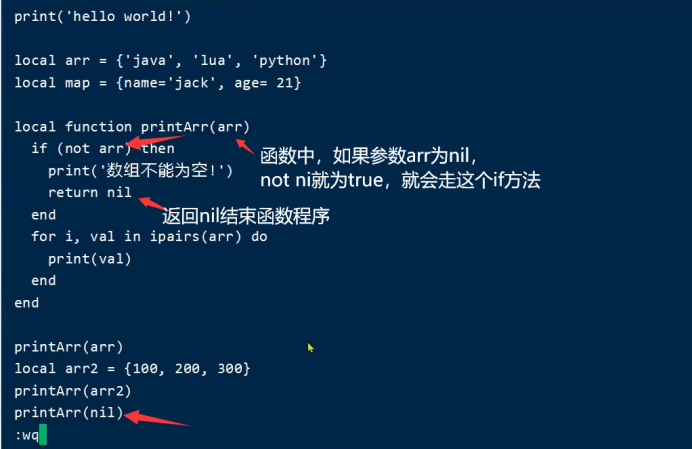 print('hello world!')
local arr = {'java', 'lua', 'python'}
local map = {name='jack', age= 21}
local function printArr(arr)
  if (not arr) then
    print('数组不能为空!')
    return nil
  end
  for i, val in ipairs(arr) do
    print(val)
  end
end
函数中，如果参数arr为nil，
not ni就为true，就会走这个if方法
返回nil结束函数程序
printArr(arr)
local arr2 = {100, 200, 300}
printArr(arr2)
printArr(nil)
:wq